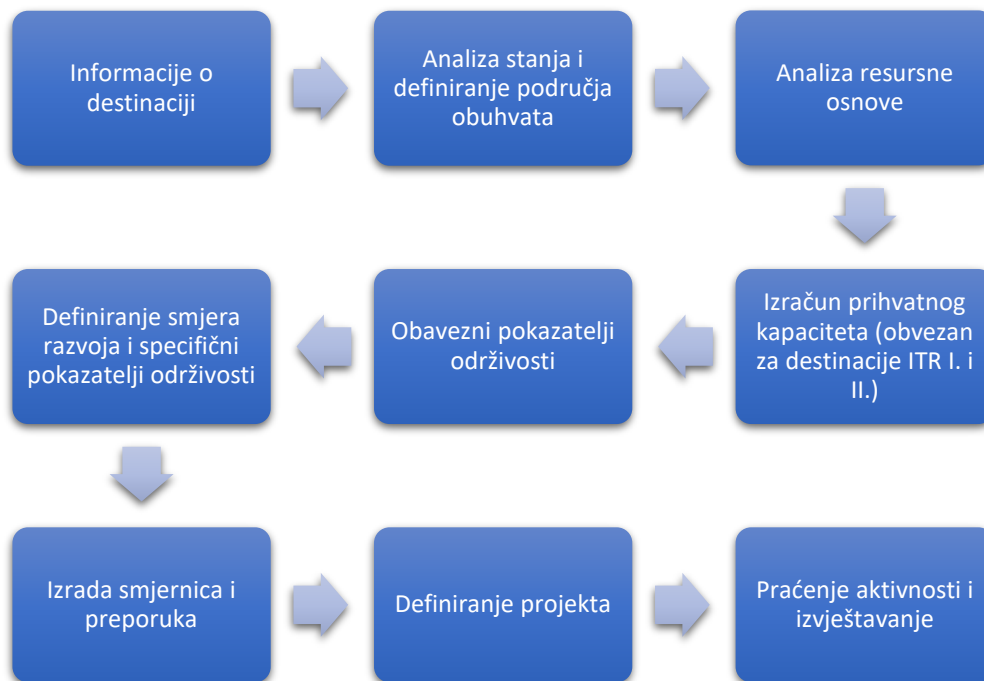 Informacije o
destinaciji
Analiza stanja i
definiranje područja
obuhvata
Analiza resursne
osnove
Izračun prihvatnog
kapaciteta (obvezan
za destinacije ITR I. i
II.)
Obavezni pokazatelji
održivosti
Definiranje smjera
razvoja i specifični
pokazatelji održivosti
Izrada smjernica i
preporuka
Definiranje projekta
Praćenje aktivnosti i
izvještavanje